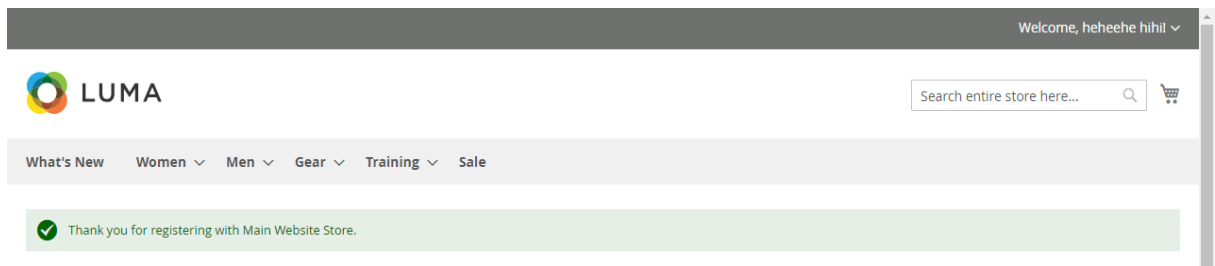 Welcome, heheehe hihil
LUMA
Search entire store here...
What's New Women Men Gear Training Sale
Thank you for registering with Main Website Store.